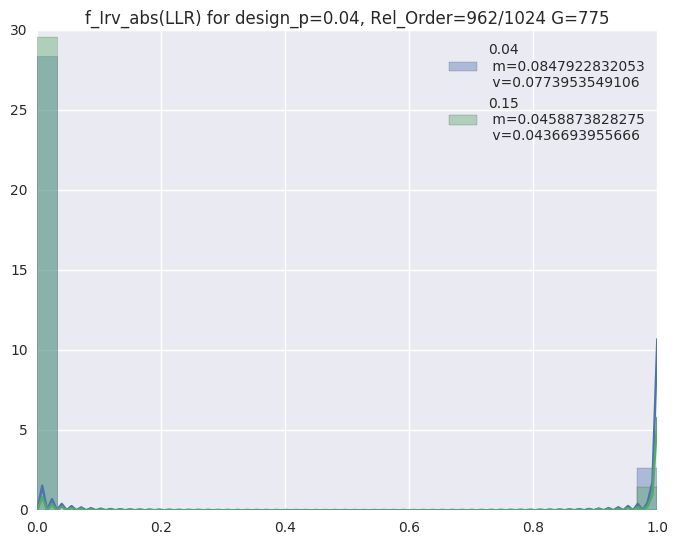 f_Irv_abs(LLR) for design_p=0.04, Rel_Order=962/1024 G=775
0.04
m=0.0847922832053
v=0.0773953549106
0.15
m=0.0458873828275
v=0.0436693955666
30
25
20
15
10
5
0
0.0 0.2 0.4 0.6 0.8 1.0